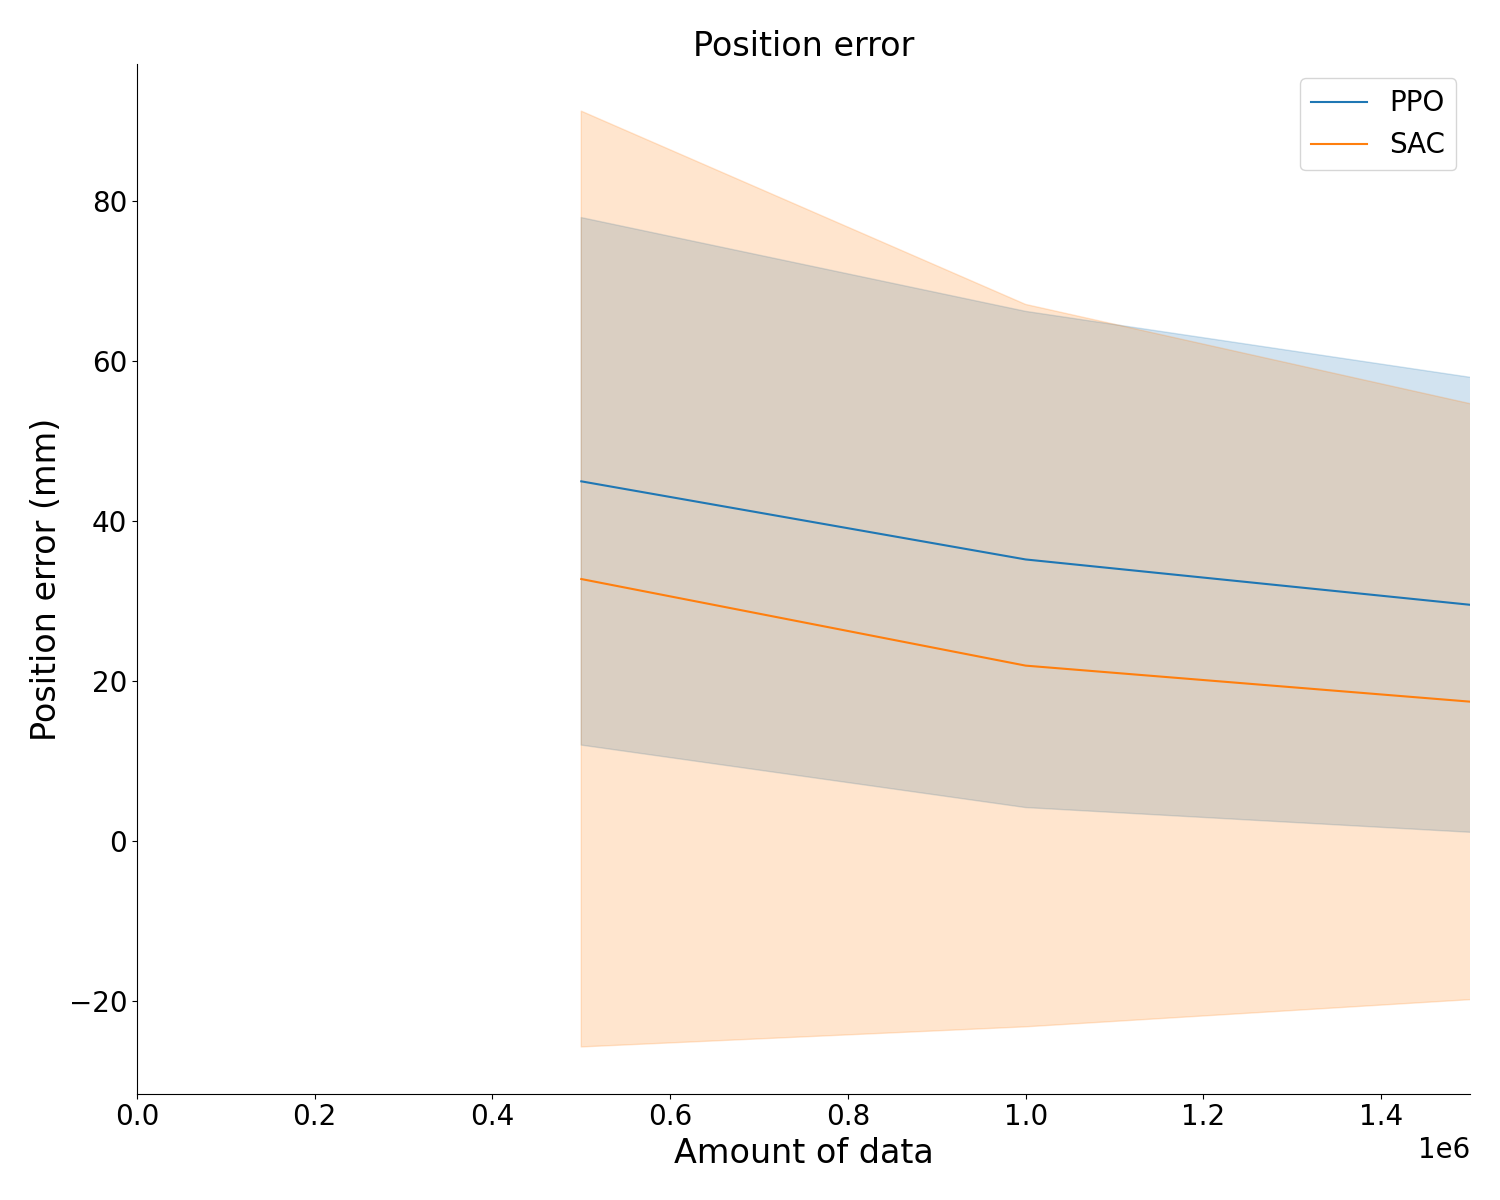 Position error
PPO
SAC
Position error (mm)
80
60
40
20
0
−20
0.0 0.2 0.4 0.6 0.8 1.0 1.2 1.4
1e6
Amount of data